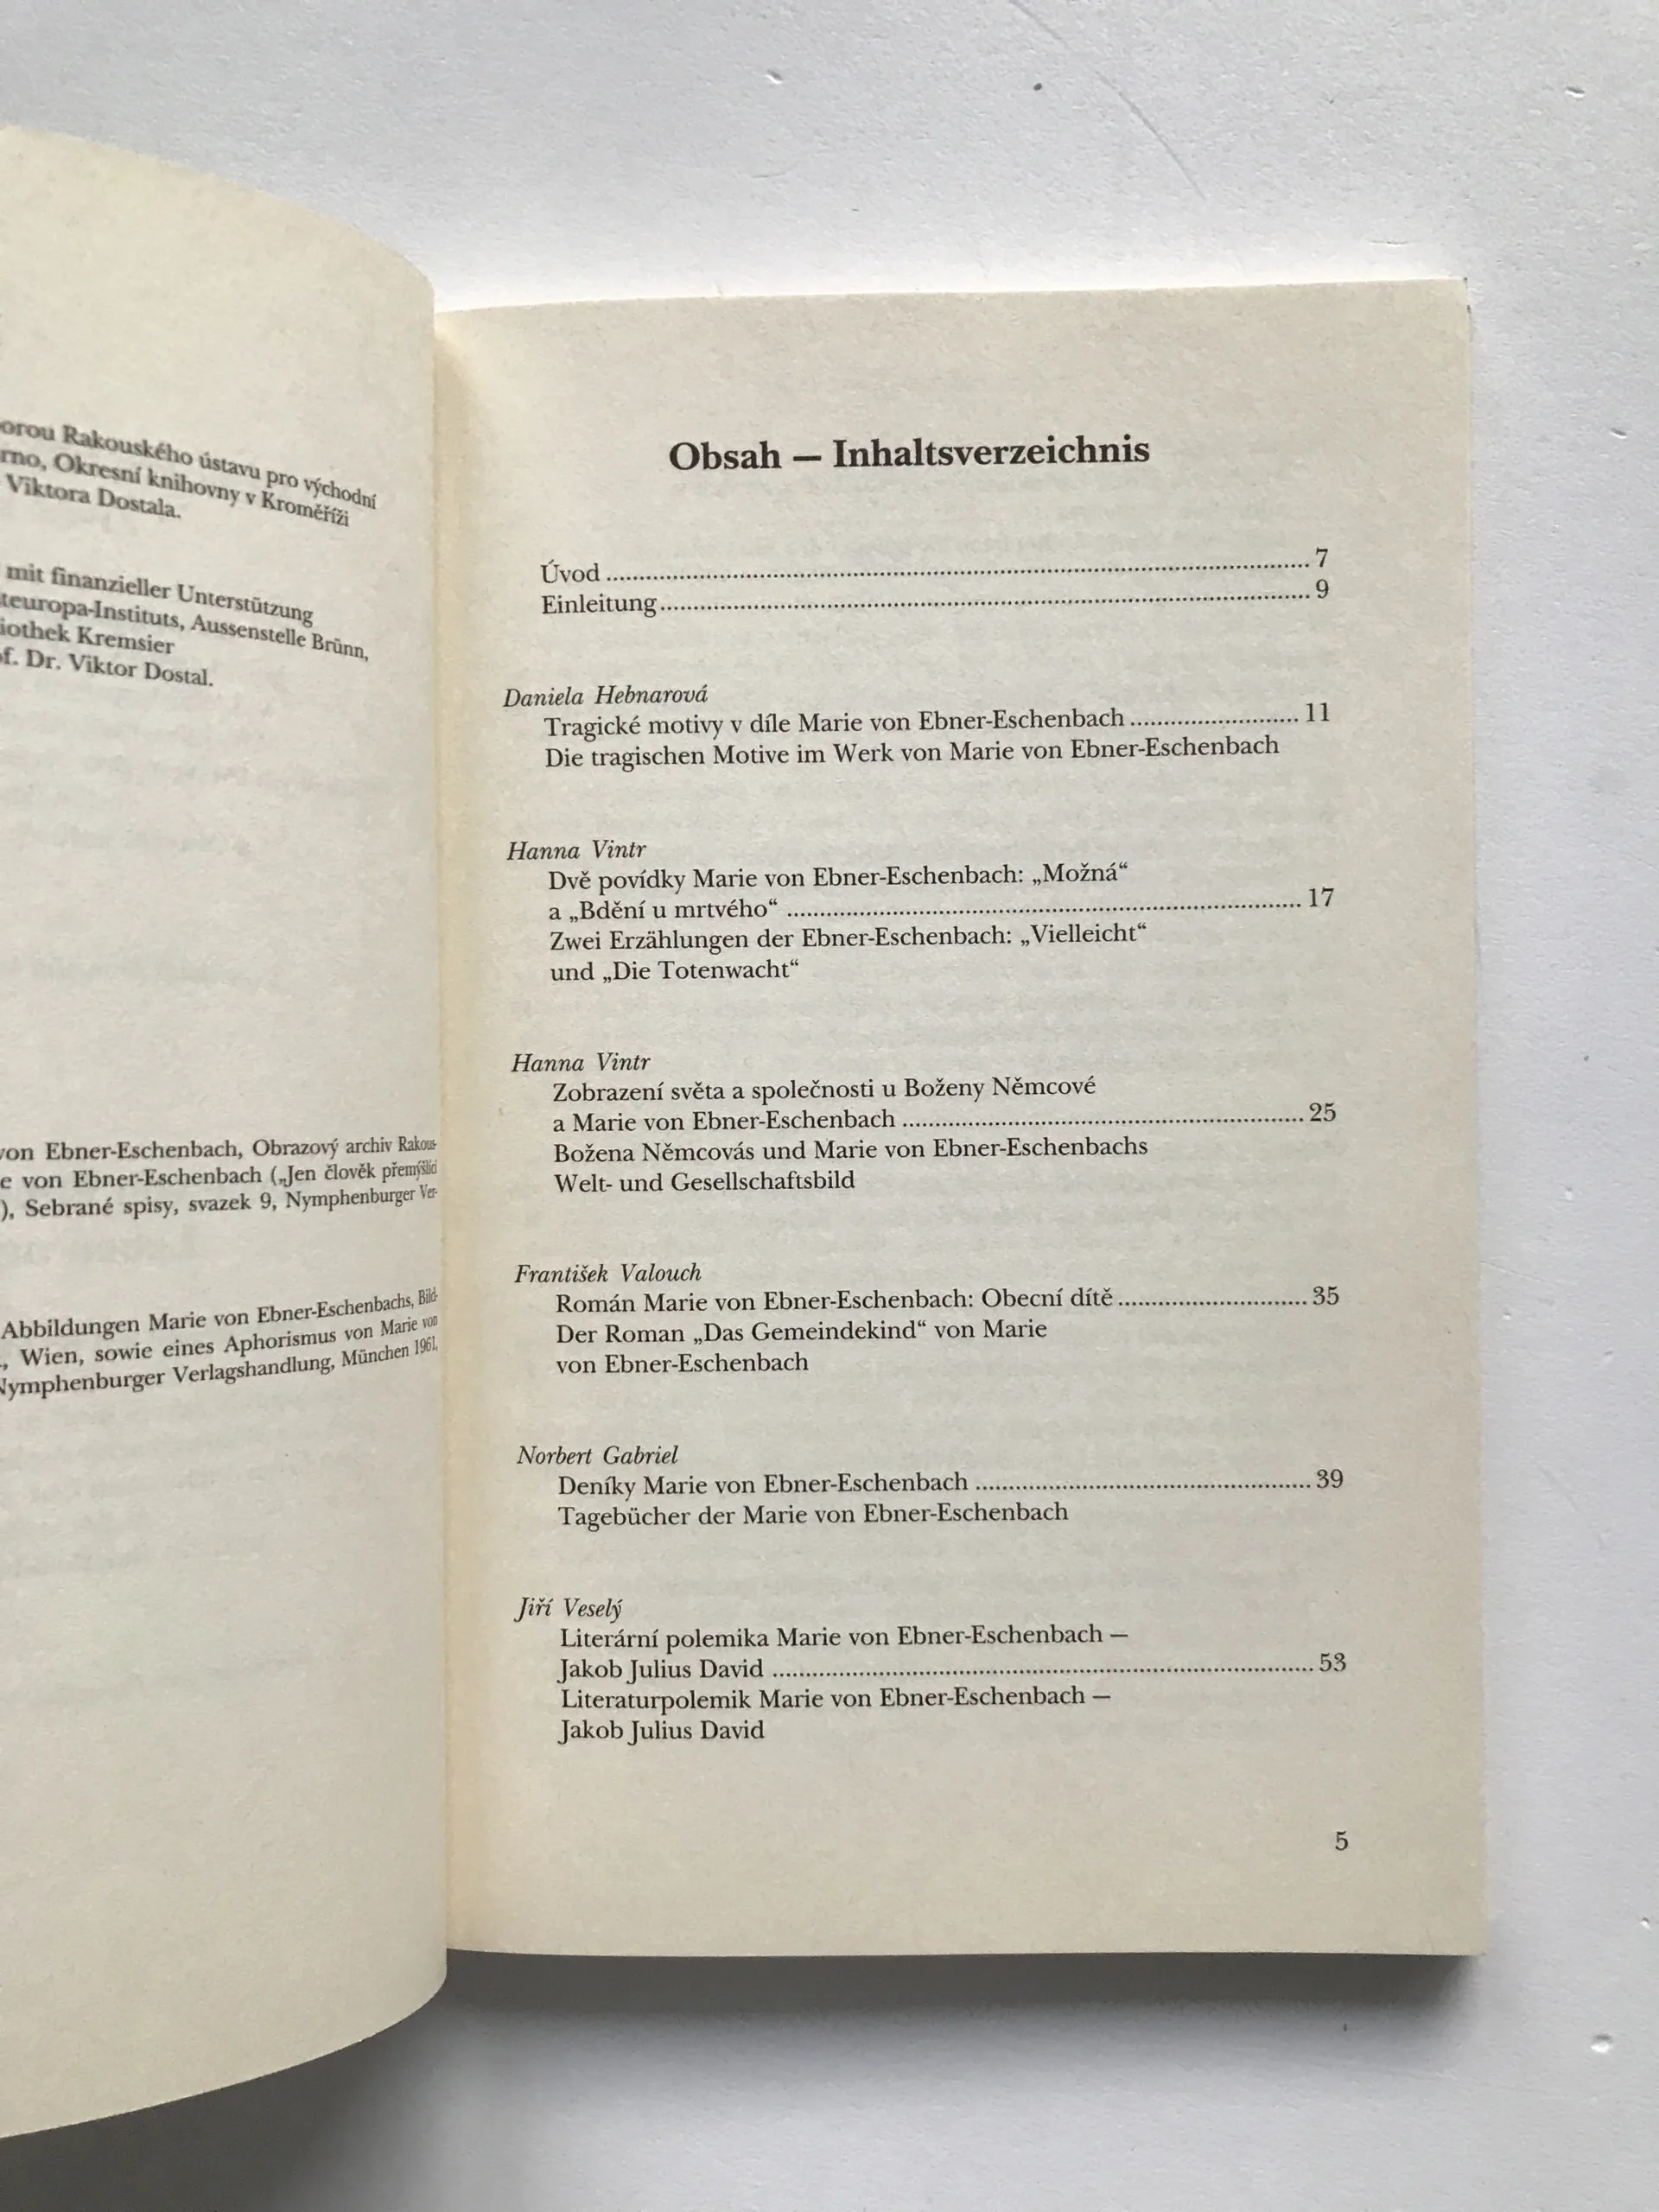 Rakouského ústavu pro východní
Okresní knihovny v Kroměříži
Viktora Dostala.
mit finanzieller Unterstützung
Aussenstelle Brünn,
Kremsier
Dr. Viktor Dostal.
von Ebner-Eschenbach, Obrazový archiv Rakous-
von Ebner-Eschenbach („Jen člověk přemýšlící
), Sebrané spisy, svazek 9, Nymphenburger Ver-
Abbildungen Marie von Ebner-Eschenbachs, Bild-
, Wien, sowie eines Aphorismus von Marie von
Nymphenburger Verlagshandlung, München 1961,
Obsah — Inhaltsverzeichnis
Úvod ........ 7
Einleitung ........ 9
Daniela Hebnarová
Tragické motivy v díle Marie von Ebner-Eschenbach ........ 11
Die tragischen Motive im Werk von Marie von Ebner-Eschenbach
Hanna Vintr
Dvě povídky Marie von Ebner-Eschenbach: „Možná“
a „Bdění u mrtvého“ ........ 17
Zwei Erzählungen der Ebner-Eschenbach: „Vielleicht“
und „Die Totenwacht“
Hanna Vintr
Zobrazení světa a společnosti u Boženy Němcové
a Marie von Ebner-Eschenbach ........ 25
Božena Němcovás und Marie von Ebner-Eschenbachs
Welt- und Gesellschaftsbild
František Valouch
Román Marie von Ebner-Eschenbach: Obecní dítě ........ 35
Der Roman „Das Gemeindekind“ von Marie
von Ebner-Eschenbach
Norbert Gabriel
Deníky Marie von Ebner-Eschenbach ........ 39
Tagebücher der Marie von Ebner-Eschenbach
Jiří Veselý
Literární polemika Marie von Ebner-Eschenbach —
Jakob Julius David ........ 53
Literaturpolemik Marie von Ebner-Eschenbach —
Jakob Julius David
5